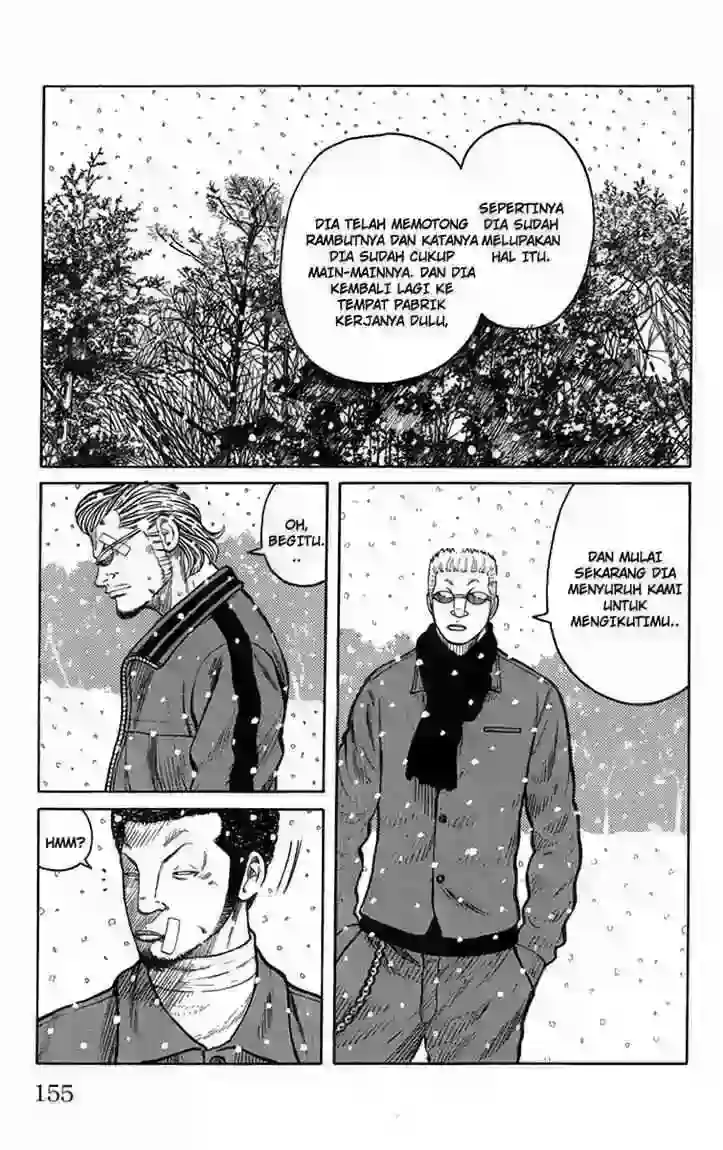 SEPERTINYA
DIA SUDAH
MELUPAKAN
HAL ITU.
DIA TELAH MEMOTONG
RAMBUTNYA DAN KATANYA
DIA SUDAH CUKUP
MAIN-MAINNYA. DAN DIA
KEMBALI LAGI KE
TEMPAT PABRIK
KERJANYA DULU,
DAN MULAI
SEKARANG DIA
MENYURUH KAMI
UNTUK
MENGIKUTIMU..
OH,
BEGITU.
..
HMM?
155